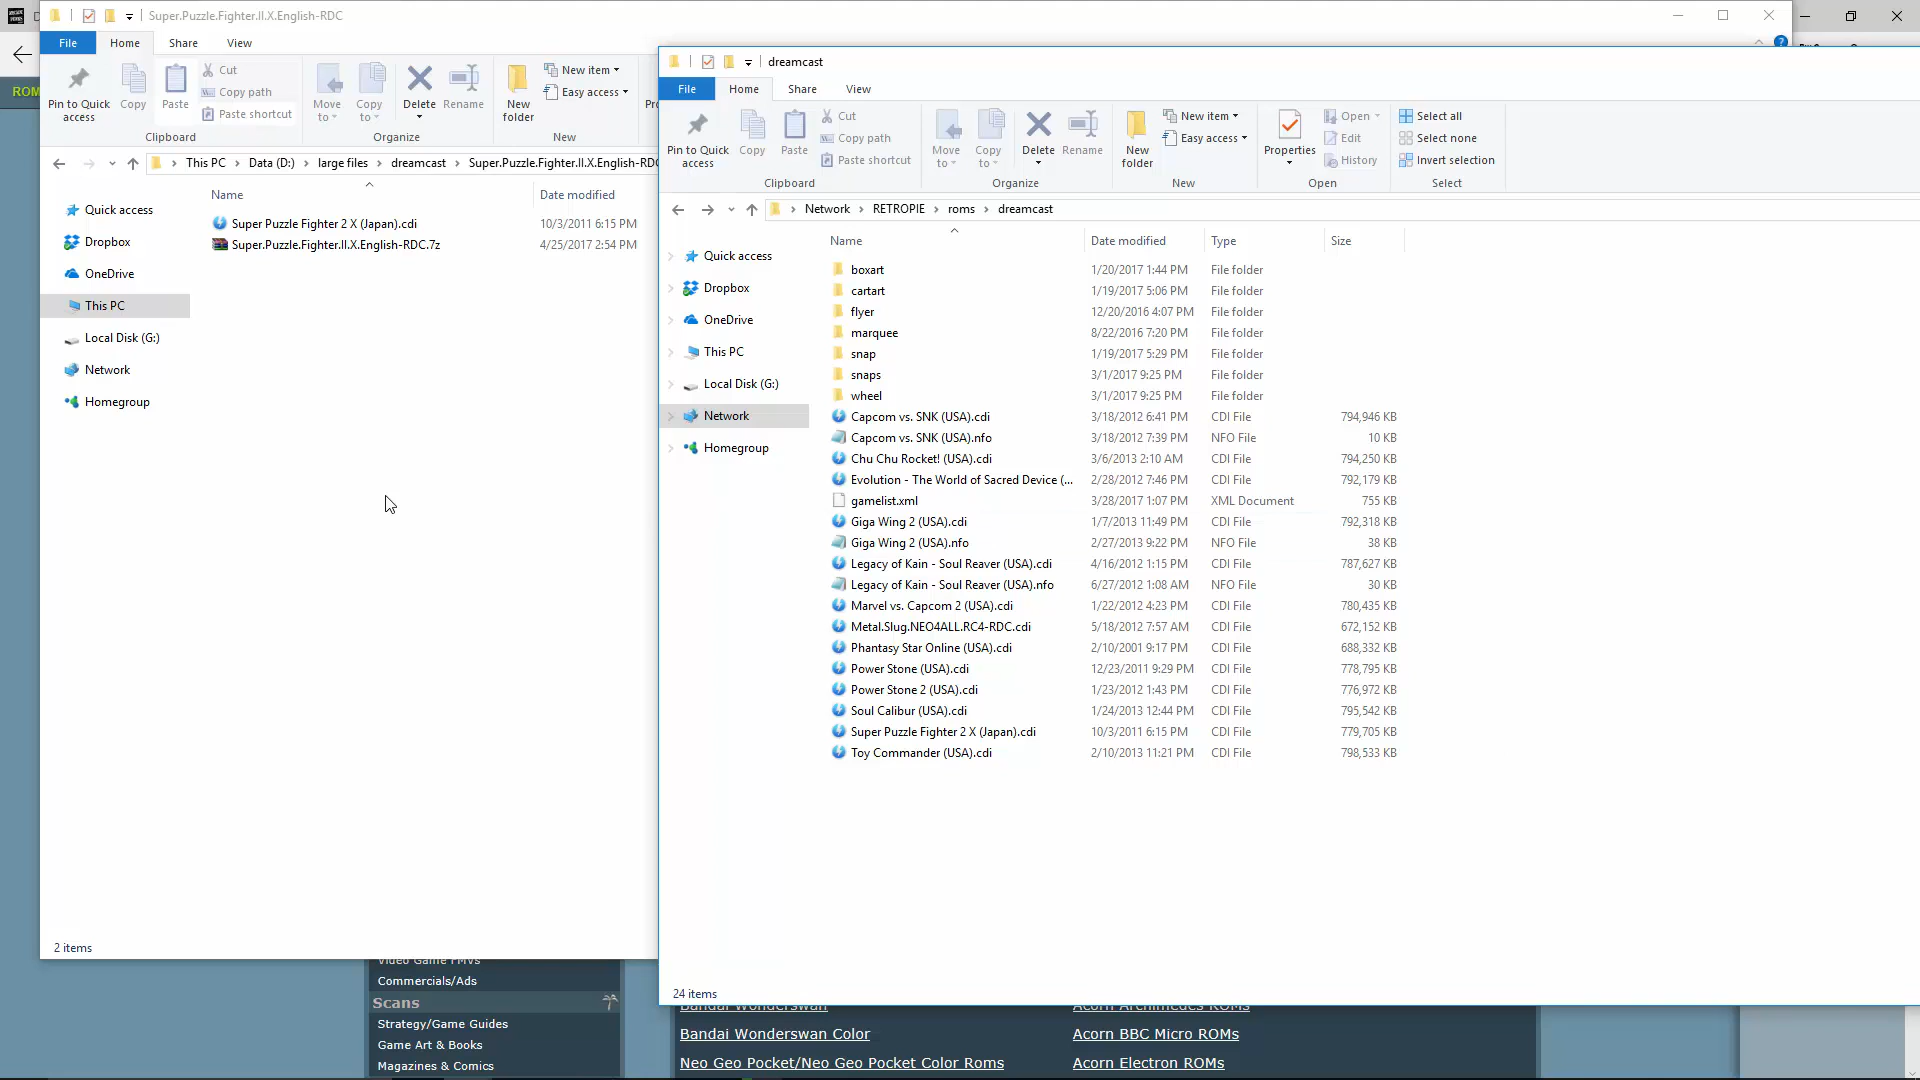 Super.Puzzle.Fighter.II.X.English-RDC
File
Home
Share
View
Pin to Quick access
Copy
Paste
Cut
Copy path
Paste shortcut
Clipboard
Move to
Copy to
Delete
Rename
Organize
New folder
New item
Easy access
New
This PC > Data (D:) > large files > dreamcast > Super.Puzzle.Fighter.II.X.English-RDC
Name
Date modified
Super Puzzle Fighter 2 X (Japan).cdi 10/3/2011 6:15 PM
Super.Puzzle.Fighter.II.X.English-RDC.7z 4/25/2017 2:54 PM
Quick access
Dropbox
OneDrive
This PC
Local Disk (G:)
Network
Homegroup
2 items
dreamcast
File
Home
Share
View
Pin to Quick access
Copy
Paste
Cut
Copy path
Paste shortcut
Clipboard
Move to
Copy to
Delete
Rename
Organize
New folder
New item
Easy access
New
Properties
Open
Edit
History
Open
Select all
Select none
Invert selection
Select
Network > RETROPIE > roms > dreamcast
Quick access
Dropbox
OneDrive
This PC
Local Disk (G:)
Network
Homegroup
Name Date modified Type Size
boxart 1/20/2017 1:44 PM File folder
cartart 1/19/2017 5:06 PM File folder
flyer 12/20/2016 4:07 PM File folder
marquee 8/22/2016 7:20 PM File folder
snap 1/19/2017 5:29 PM File folder
snaps 3/1/2017 9:25 PM File folder
wheel 3/1/2017 9:25 PM File folder
Capcom vs. SNK (USA).cdi 3/18/2012 6:41 PM CDI File 794,946 KB
Capcom vs. SNK (USA).nfo 3/18/2012 7:39 PM NFO File 10 KB
Chu Chu Rocket! (USA).cdi 3/6/2013 2:10 AM CDI File 794,250 KB
Evolution - The World of Sacred Device (... 2/28/2012 7:46 PM CDI File 792,179 KB
gamelist.xml 3/28/2017 1:07 PM XML Document 755 KB
Giga Wing 2 (USA).cdi 1/7/2013 11:49 PM CDI File 792,318 KB
Giga Wing 2 (USA).nfo 2/27/2013 9:22 PM NFO File 38 KB
Legacy of Kain - Soul Reaver (USA).cdi 4/16/2012 1:15 PM CDI File 787,627 KB
Legacy of Kain - Soul Reaver (USA).nfo 6/27/2012 1:08 AM NFO File 30 KB
Marvel vs. Capcom 2 (USA).cdi 1/22/2012 4:23 PM CDI File 780,435 KB
Metal.Slug.NEO4ALL.RC4-RDC.cdi 5/18/2012 7:57 AM CDI File 672,152 KB
Phantasy Star Online (USA).cdi 2/10/2001 9:17 PM CDI File 688,332 KB
Power Stone (USA).cdi 12/23/2011 9:29 PM CDI File 778,795 KB
Power Stone 2 (USA).cdi 1/23/2012 1:43 PM CDI File 776,972 KB
Soul Calibur (USA).cdi 1/24/2013 12:44 PM CDI File 795,542 KB
Super Puzzle Fighter 2 X (Japan).cdi 10/3/2011 6:15 PM CDI File 779,705 KB
Toy Commander (USA).cdi 2/10/2013 11:21 PM CDI File 798,533 KB
24 items
ROM
Video Game FMVs
Commercials/Ads
Scans
Strategy/Game Guides
Game Art & Books
Magazines & Comics
Bandai Wonderswan
Bandai Wonderswan Color
Neo Geo Pocket/Neo Geo Pocket Color Roms
Acorn Archimedes ROMs
Acorn BBC Micro ROMs
Acorn Electron ROMs